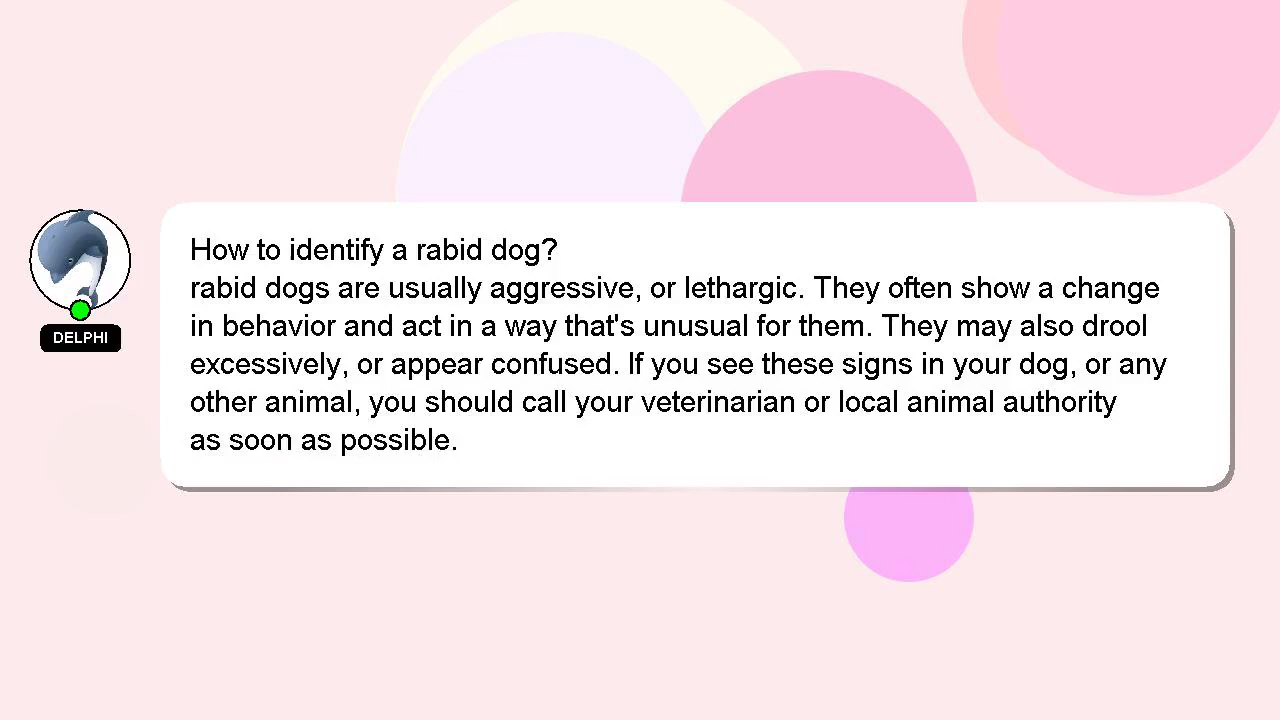 How to identify a rabid dog?
rabid dogs are usually aggressive, or lethargic. They often show a change
in behavior and act in a way that's unusual for them. They may also drool
excessively, or appear confused. If you see these signs in your dog, or any
other animal, you should call your veterinarian or local animal authority
as soon as possible.
DELPHI